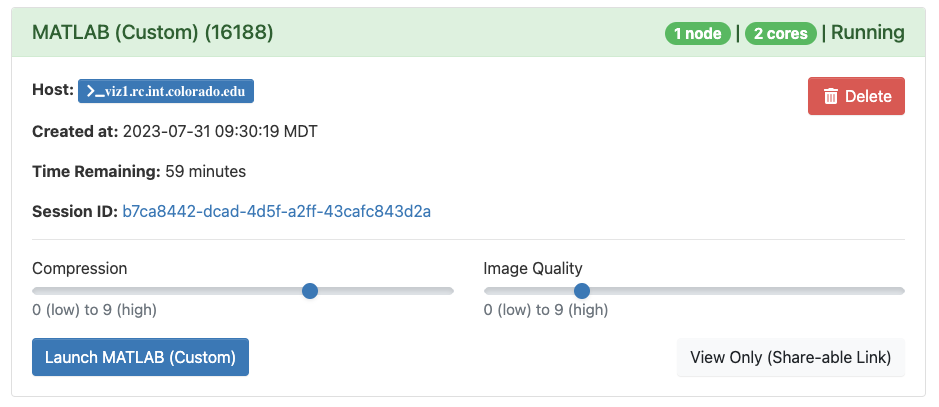 MATLAB (Custom) (16188) 1 node | 2 cores | Running
Host: >_viz1.rc.int.colorado.edu Delete
Created at: 2023-07-31 09:30:19 MDT
Time Remaining: 59 minutes
Session ID: b7ca8442-dcad-4d5f-a2ff-43cafc843d2a
Compression Image Quality
0 (low) to 9 (high) 0 (low) to 9 (high)
Launch MATLAB (Custom) View Only (Share-able Link)